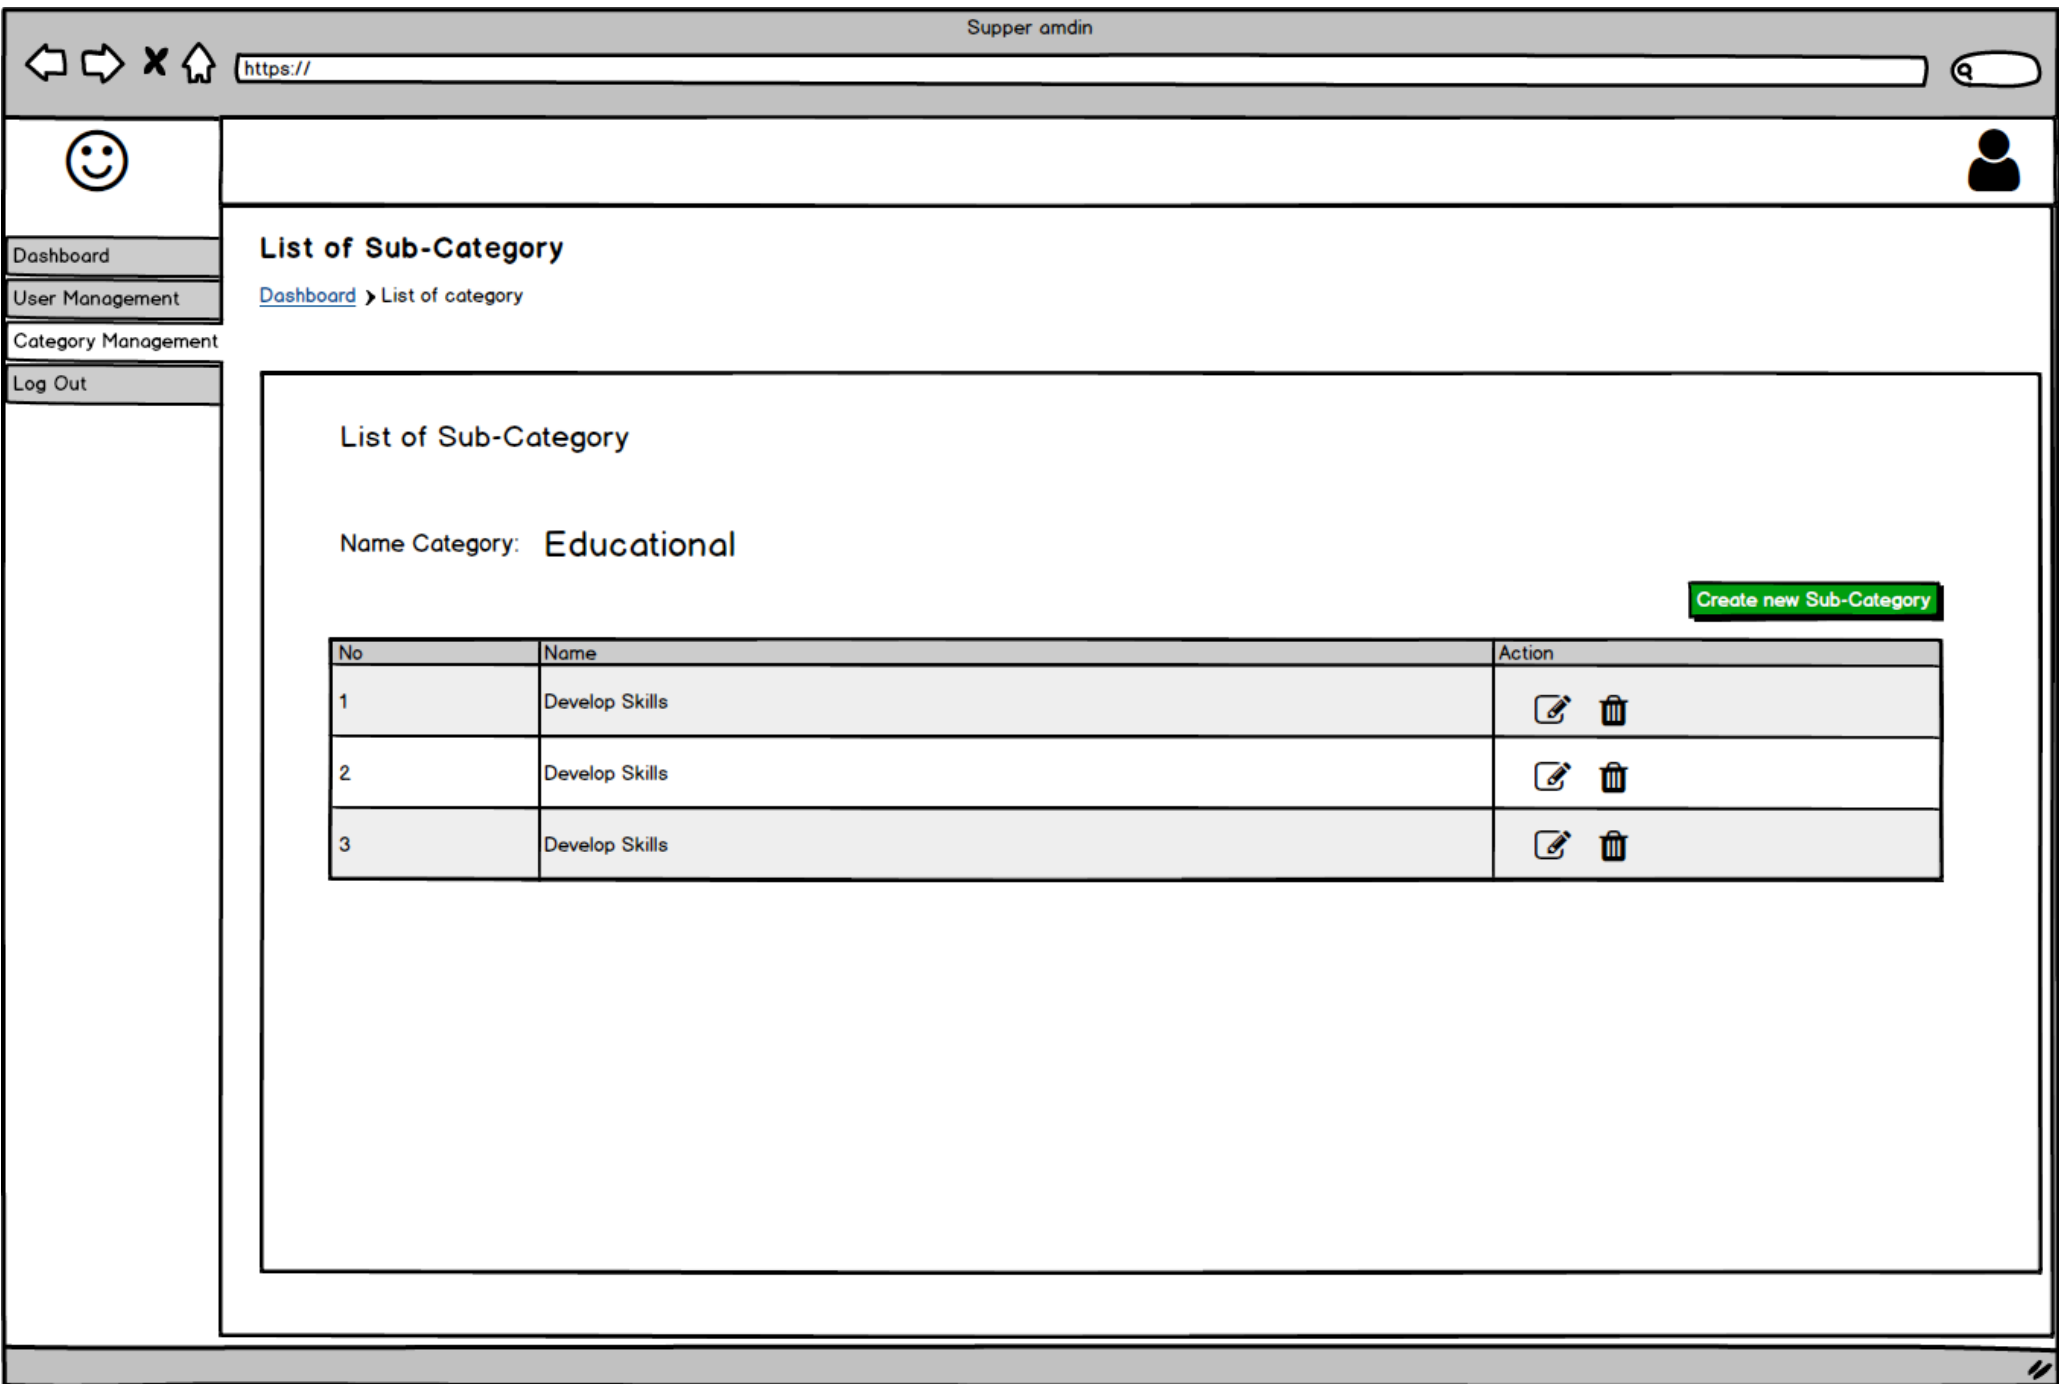 Supper amdin
https://
Dashboard
User Management
Category Management
Log Out
List of Sub-Category
Dashboard > List of category
List of Sub-Category
Name Category: Educational
Create new Sub-Category
No Name Action
1 Develop Skills
2 Develop Skills
3 Develop Skills